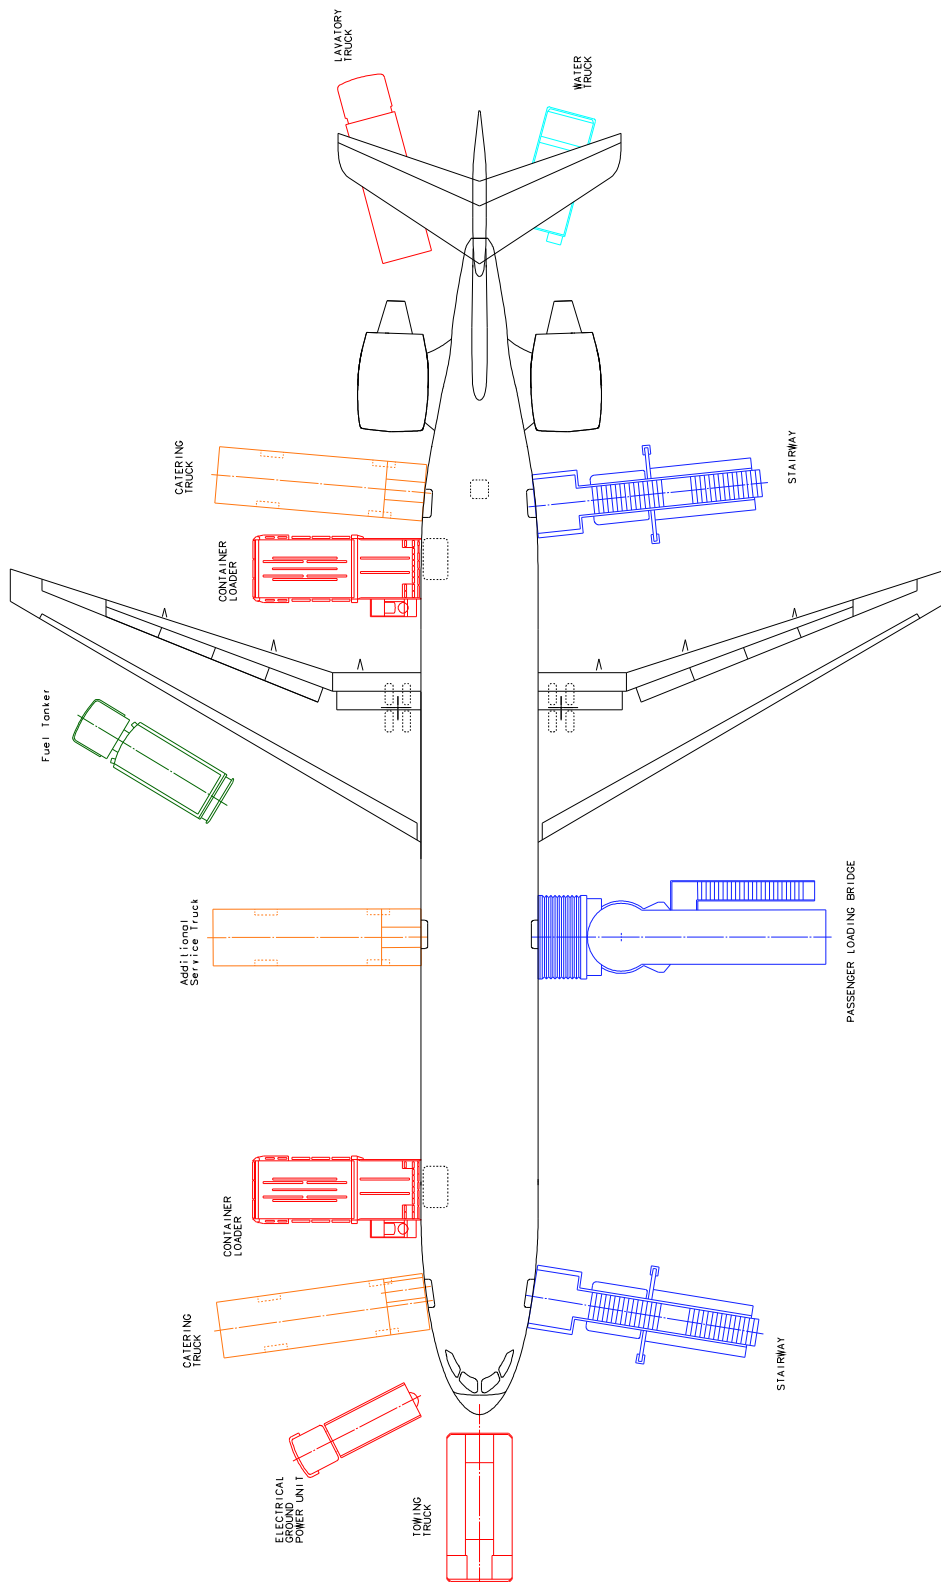 LAVATORY
TRUCK
WATER
TRUCK
CATERING
TRUCK
STAIRWAY
CONTAINER
LOADER
Fuel Tanker
Additional
Service Truck
PASSENGER LOADING BRIDGE
CONTAINER
LOADER
CATERING
TRUCK
STAIRWAY
ELECTRICAL
GROUND
POWER UNIT
TOWING
TRUCK